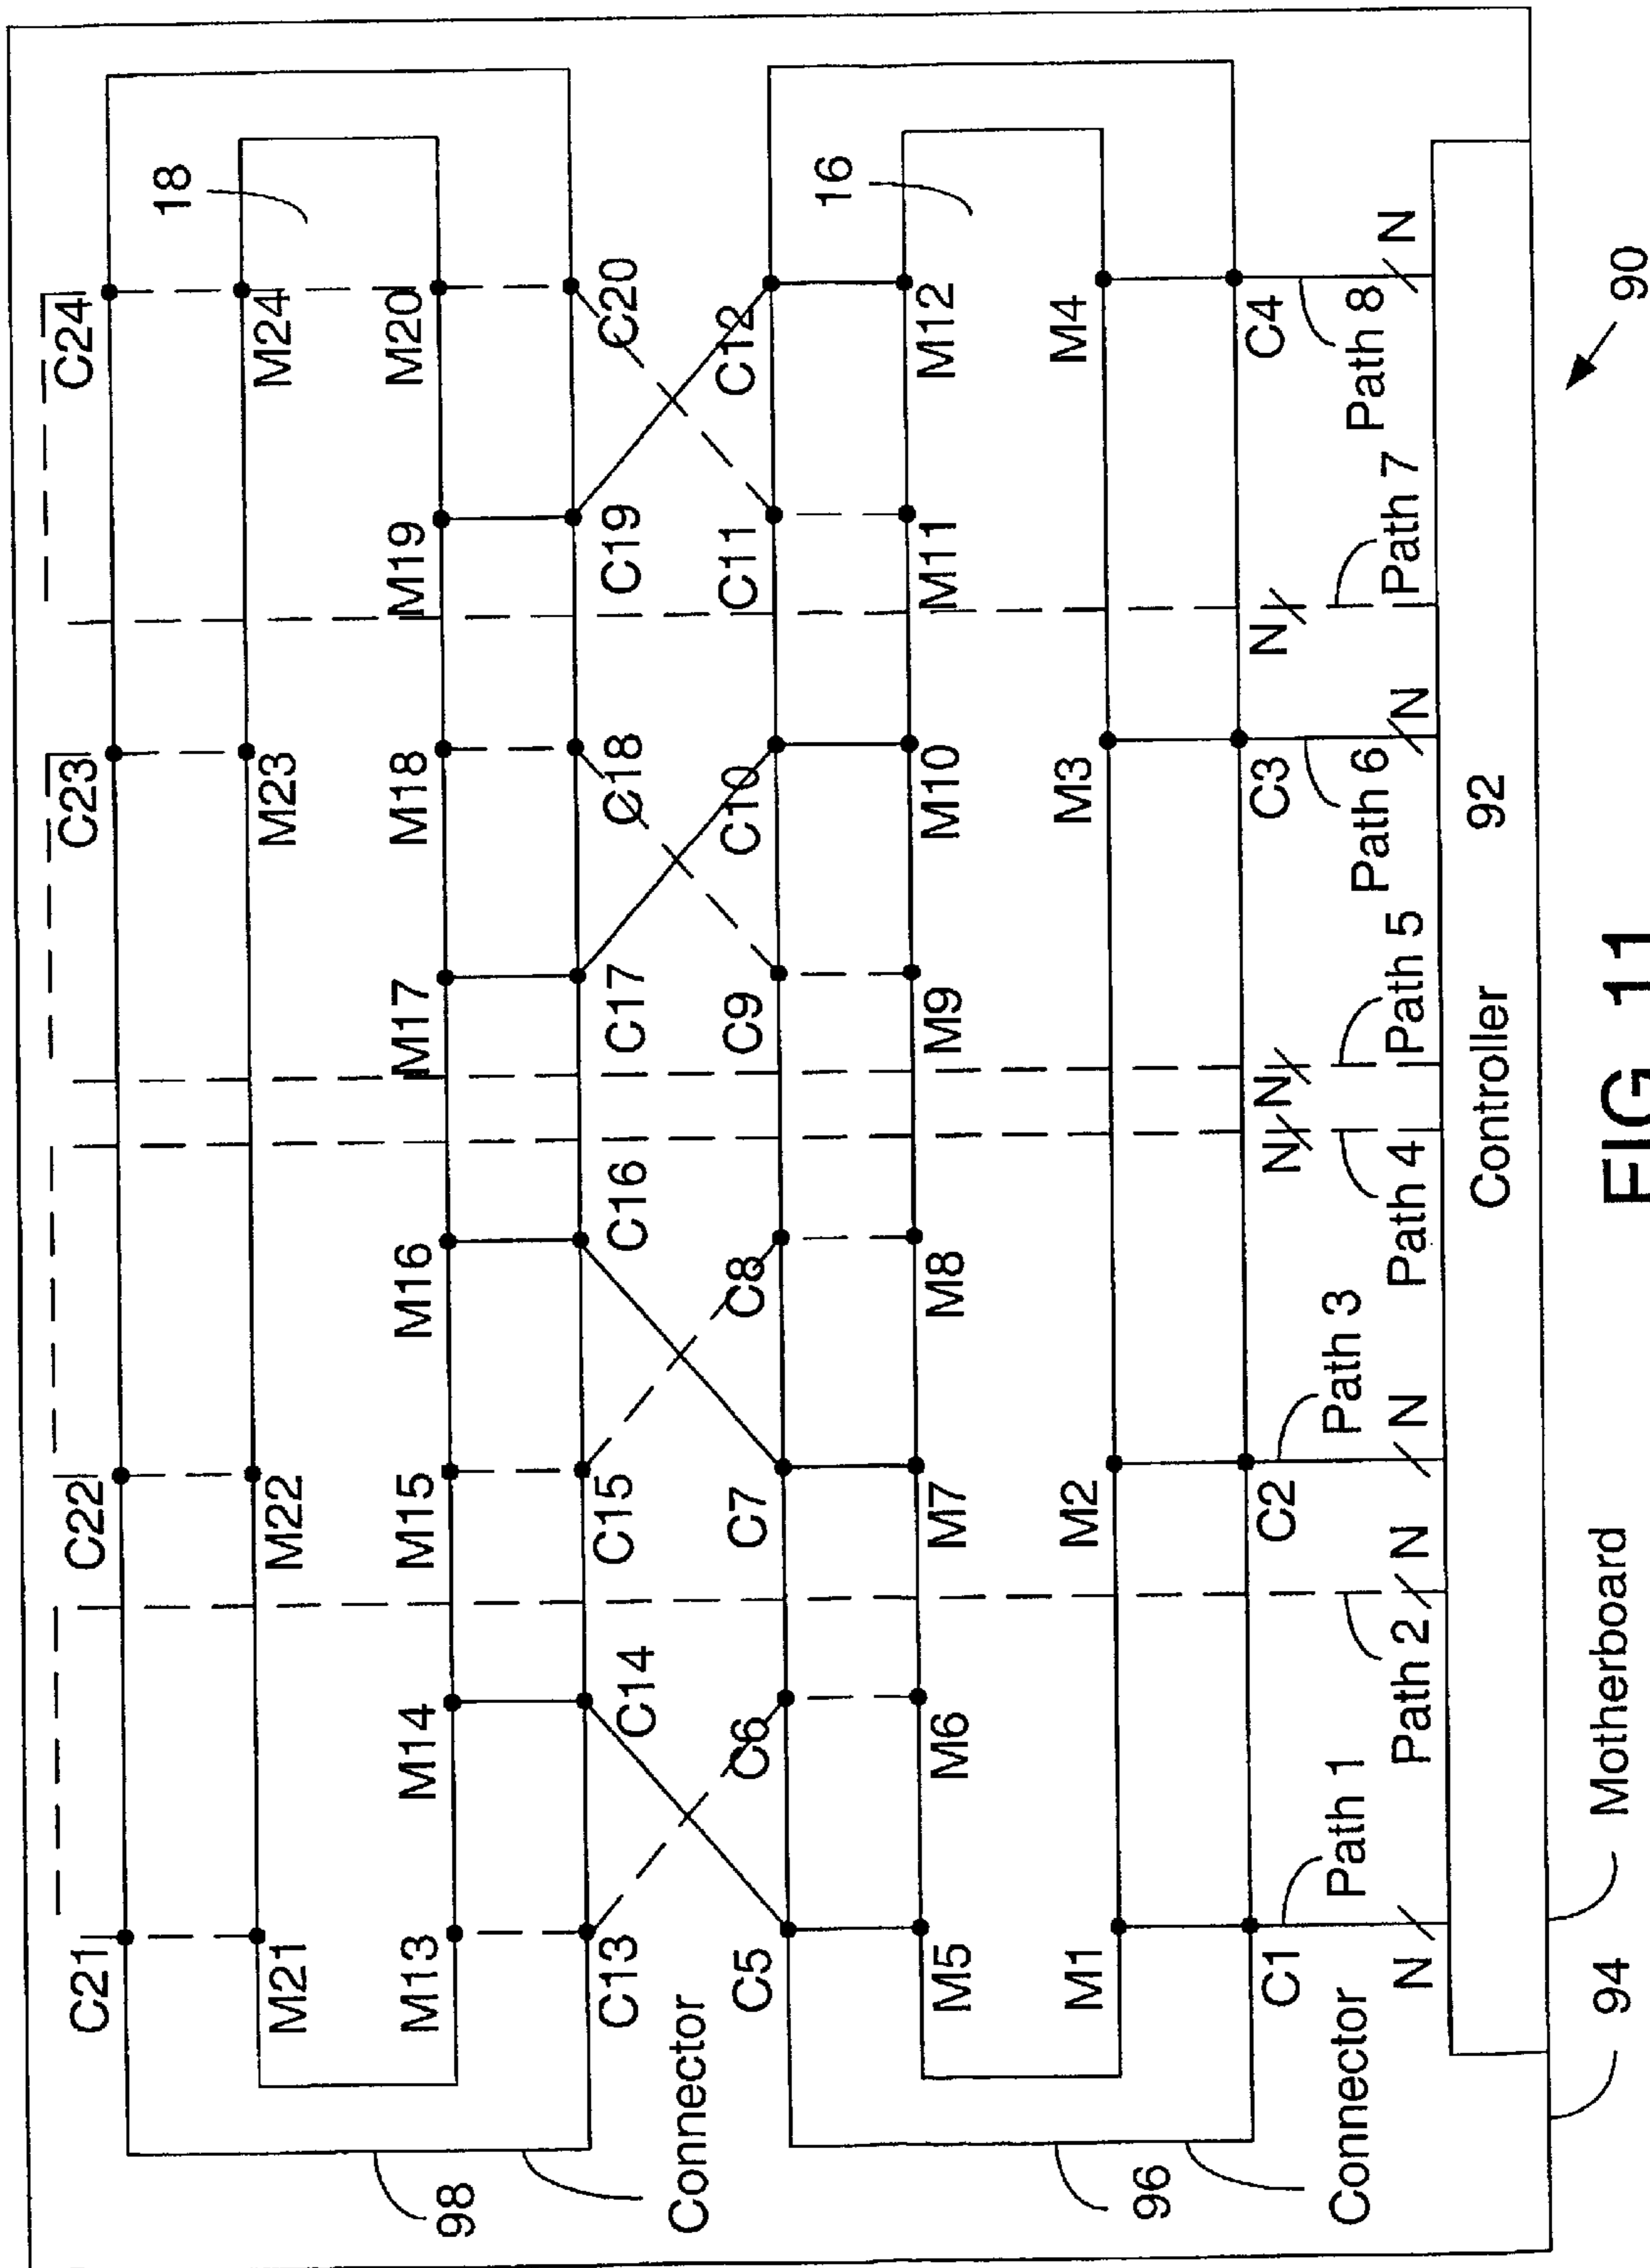 C21
C22
C23
C24
M21
M22
M23
M24
18
M13
M14
M15
M16
M17
M18
M19
M20
C13
C14
C15
C16
C17
C18
C19
C20
98
Connector
C5
C6
C7
C8
C9
C10
C11
C12
M5
M6
M7
M8
M9
M10
M11
M12
16
M1
M2
M3
M4
C1
C2
C3
C4
96
Connector
N
N
N
N
N
N
N
N
Path 1
Path 2
Path 3
Path 4
Path 5
Path 6
Path 7
Path 8
Controller
92
94
Motherboard
90
FIG 11